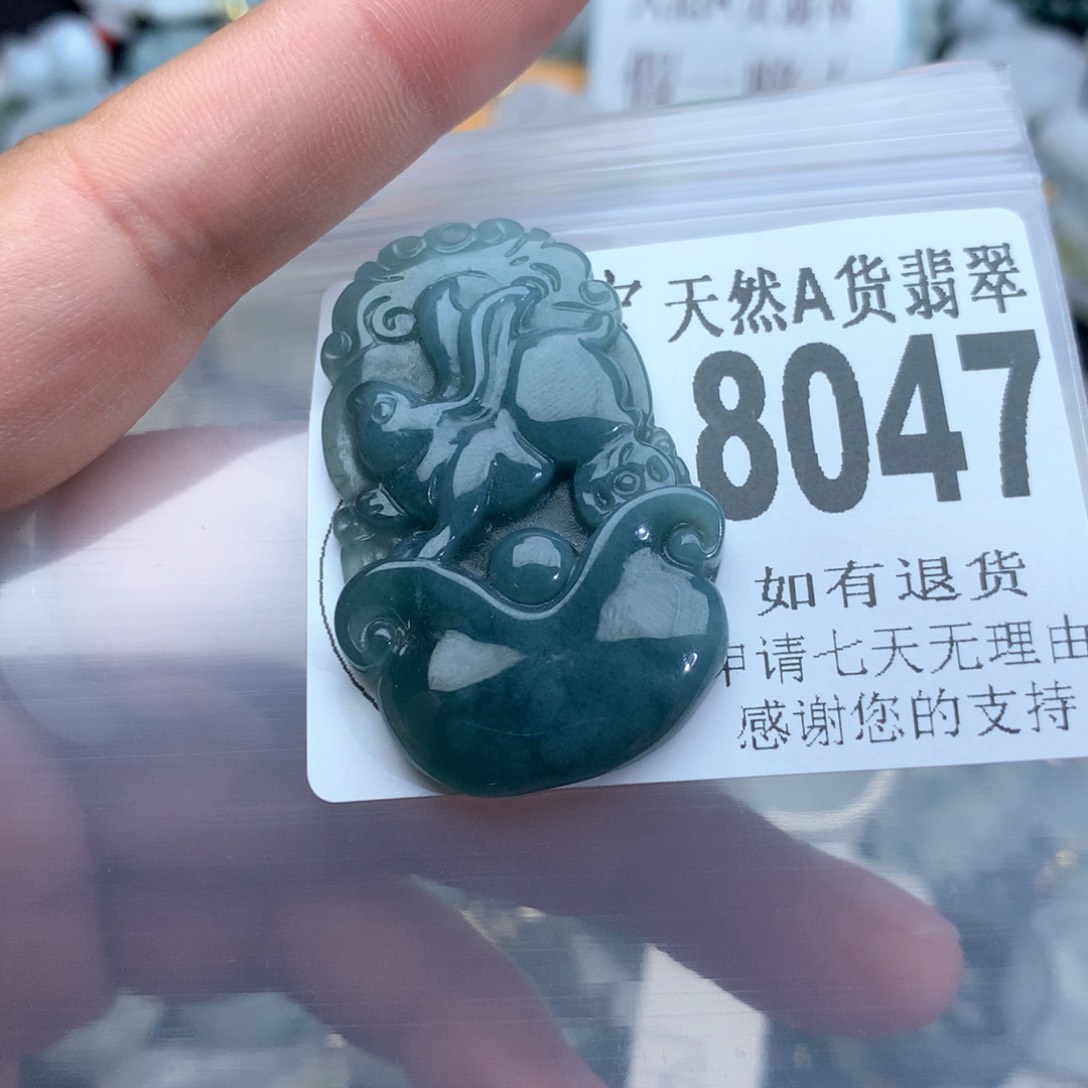 天然A货翡翠
8047
如有退货
申请七天无理由
感谢您的支持